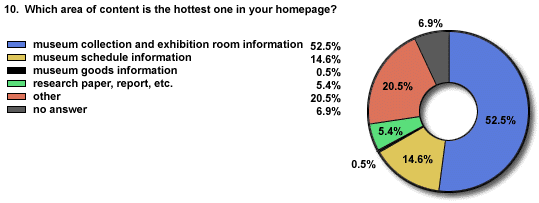 10. Which area of content is the hottest one in your homepage?
museum collection and exhibition room information 52.5%
museum schedule information 14.6%
museum goods information 0.5%
research paper, report, etc. 5.4%
other 20.5%
no answer 6.9%
6.9%
20.5%
52.5%
5.4%
14.6%
0.5%